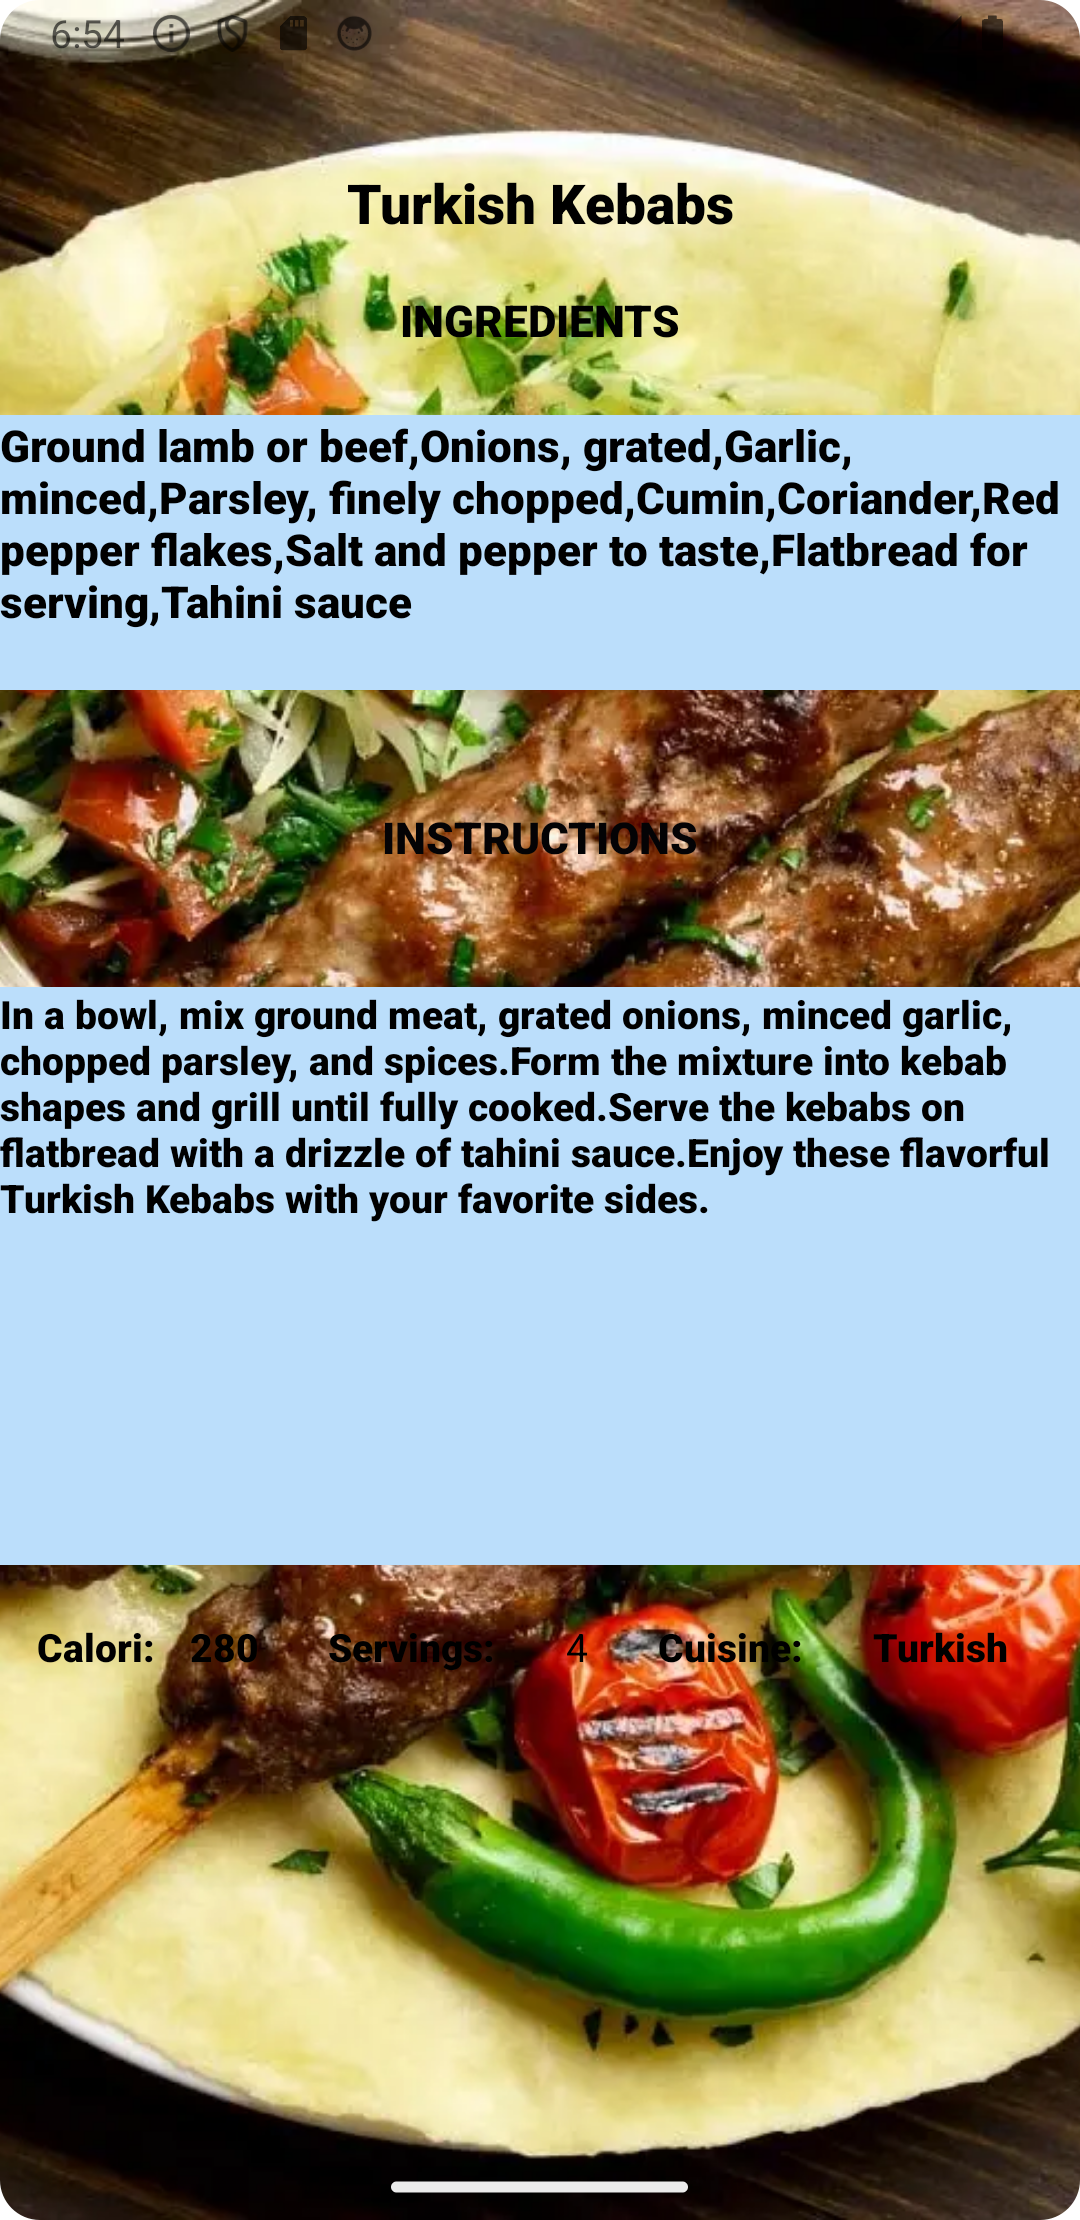 6:54
Turkish Kebabs
INGREDIENTS
Ground lamb or beef,Onions, grated,Garlic,
minced,Parsley, finely chopped,Cumin,Coriander,Red
pepper flakes,Salt and pepper to taste,Flatbread for
serving,Tahini sauce
INSTRUCTIONS
In a bowl, mix ground meat, grated onions, minced garlic,
chopped parsley, and spices.Form the mixture into kebab
shapes and grill until fully cooked.Serve the kebabs on
flatbread with a drizzle of tahini sauce.Enjoy these flavorful
Turkish Kebabs with your favorite sides.
Calori: 280 Servings: 4 Cuisine: Turkish